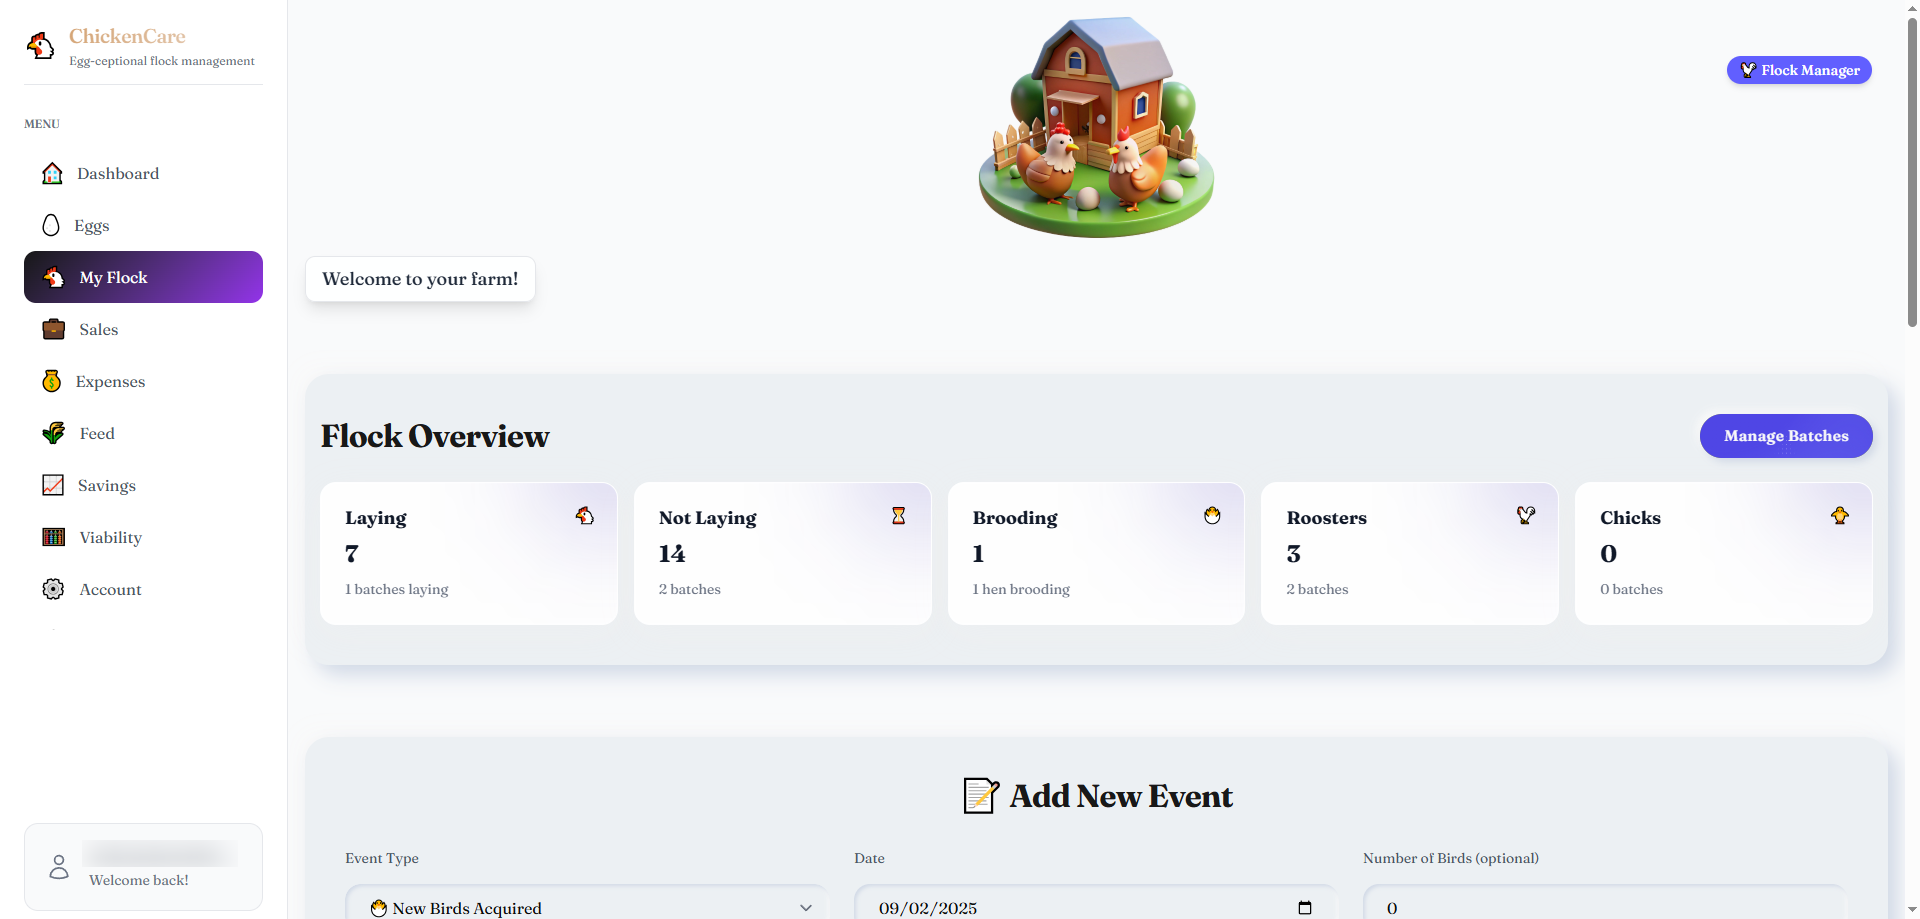 ChickenCare
Egg-ceptional flock management
MENU
Dashboard
Eggs
My Flock
Sales
Expenses
Feed
Savings
Viability
Account
Welcome back!
Flock Manager
Welcome to your farm!
Flock Overview
Manage Batches
Laying
7
1 batches laying
Not Laying
14
2 batches
Brooding
1
1 hen brooding
Roosters
3
2 batches
Chicks
0
0 batches
Add New Event
Event Type
New Birds Acquired
Date
09/02/2025
Number of Birds (optional)
0